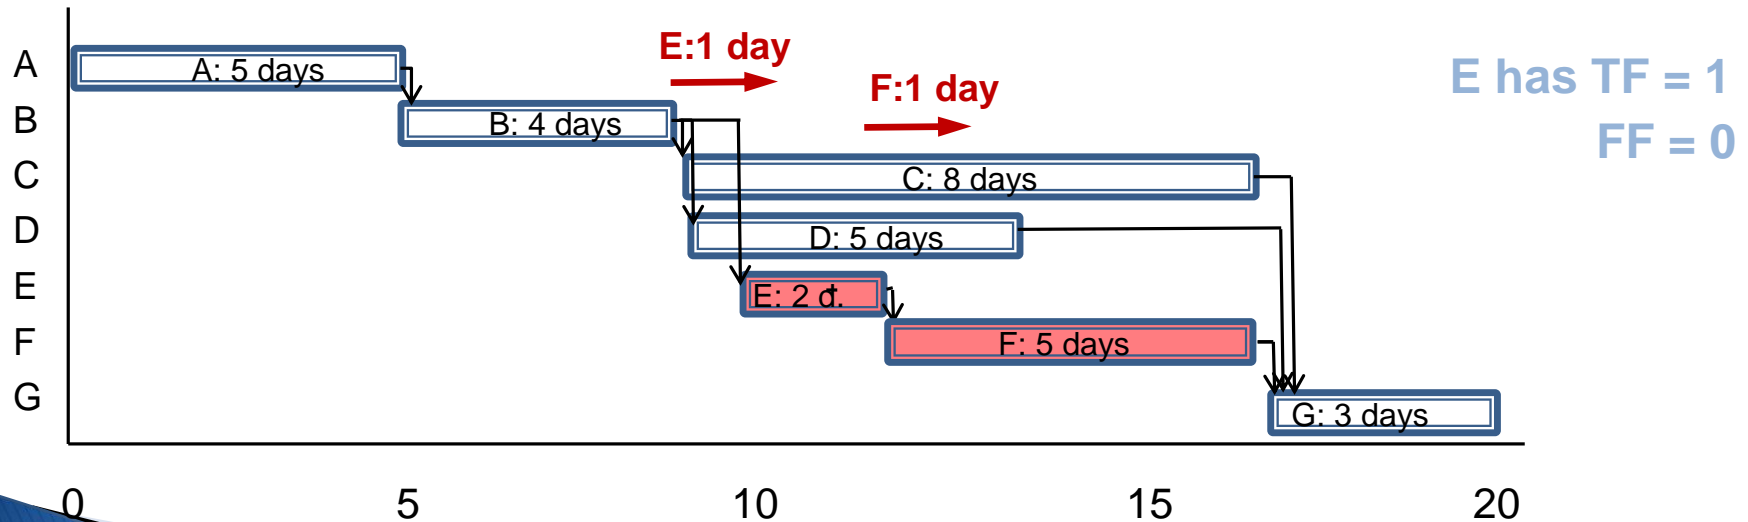 E:1 day
A
A: 5 days
E has TF = 1
F:1 day
B
B: 4 days
FF = 0
C
C: 8 days
D
D: 5 days
E
E: 2 d.
F
F: 5 days
G
G: 3 days
0 5 10 15 20